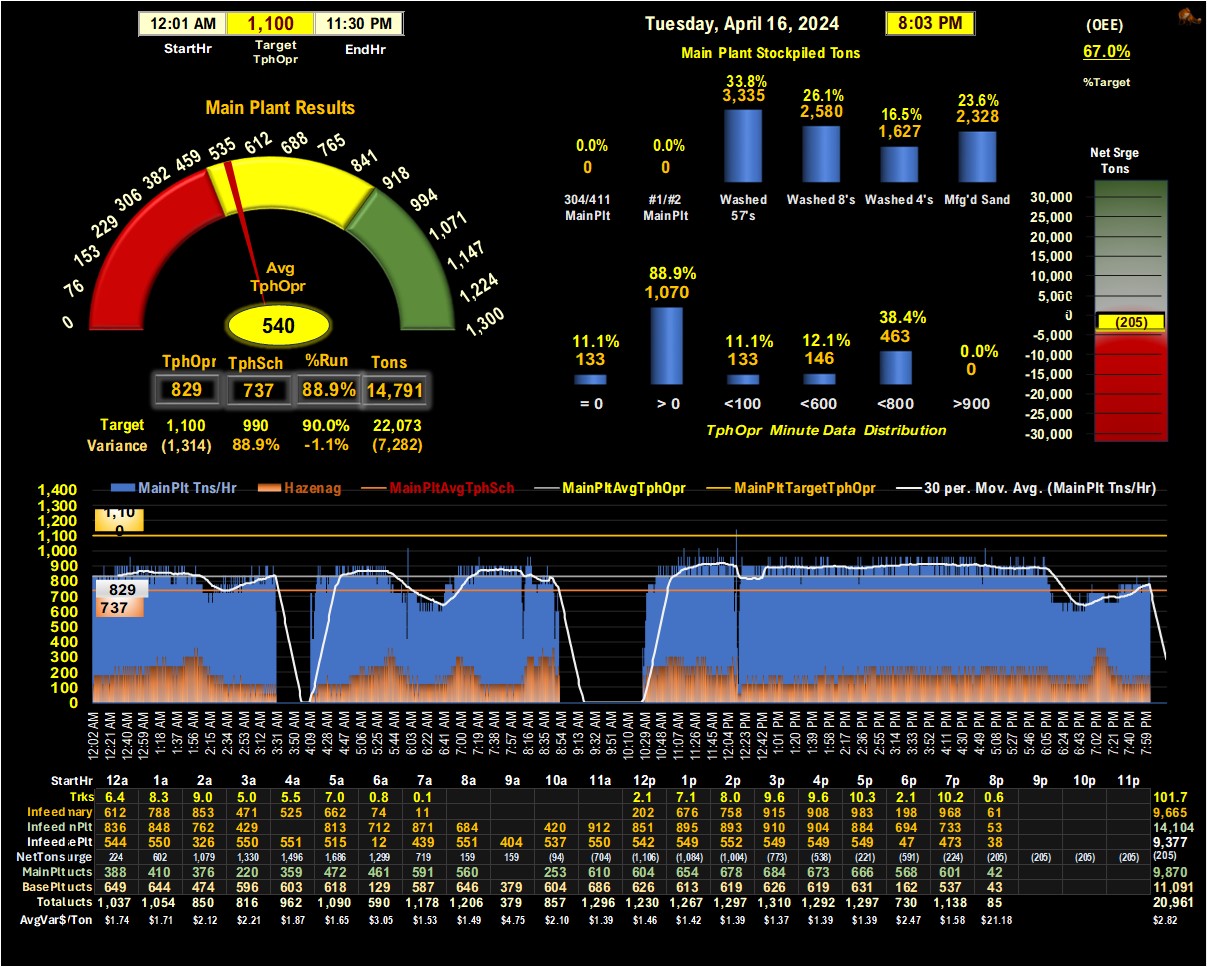 12:01 AM 1,100 11:30 PM
StartHr Target TphOpr EndHr
Tuesday, April 16, 2024 8:03 PM
(OEE)
67.0%
%Target
Main Plant Stockpiled Tons
33.8% 26.1% 16.5% 23.6%
3,335 2,580 1,627 2,328
0.0% 0.0%
0 0
304/411 MainPlt #1/#2 MainPlt Washed 57's Washed 8's Washed 4's Mfg'd Sand
Main Plant Results
0 76 153 229 306 382 459 535 612 688 765 841 918 994 1,071 1,147 1,224 1,300
Avg
TphOpr
540
TphOpr TphSch %Run Tons
829 737 88.9% 14,791
Target 1,100 990 90.0% 22,073
Variance (1,314) 88.9% -1.1% (7,282)
11.1% 88.9% 11.1% 12.1% 38.4% 0.0%
133 1,070 133 146 463 0
= 0 > 0 <100 <600 <800 >900
TphOpr Minute Data Distribution
Net Srge
Tons
30,000
25,000
20,000
15,000
10,000
5,000
0
(205)
-5,000
-10,000
-15,000
-20,000
-25,000
-30,000
MainPlt Tns/Hr Hazenag MainPltAvgTphSch MainPltAvgTphOpr MainPltTargetTphOpr 30 per. Mov. Avg. (MainPlt Tns/Hr)
1,400
1,300
1,200
1,100
1,000
900
800
700
600
500
400
300
200
100
0
1,100
829
737
12:02 AM 12:21 AM 12:40 AM 12:59 AM 1:18 AM 1:37 AM 1:56 AM 2:15 AM 2:34 AM 2:53 AM 3:12 AM 3:31 AM 3:50 AM 4:09 AM 4:28 AM 4:47 AM 5:06 AM 5:25 AM 5:44 AM 6:03 AM 6:22 AM 6:41 AM 7:00 AM 7:19 AM 7:38 AM 7:57 AM 8:16 AM 8:35 AM 8:54 AM 9:13 AM 9:32 AM 9:51 AM 10:10 AM 10:29 AM 10:48 AM 11:07 AM 11:26 AM 11:45 AM 12:04 PM 12:23 PM 12:42 PM 1:01 PM 1:20 PM 1:39 PM 1:58 PM 2:17 PM 2:36 PM 2:55 PM 3:14 PM 3:33 PM 3:52 PM 4:11 PM 4:30 PM 4:49 PM 5:08 PM 5:27 PM 5:46 PM 6:05 PM 6:24 PM 6:43 PM 7:02 PM 7:21 PM 7:40 PM 7:59 PM
StartHr 12a 1a 2a 3a 4a 5a 6a 7a 8a 9a 10a 11a 12p 1p 2p 3p 4p 5p 6p 7p 8p 9p 10p 11p
Trks 6.4 8.3 9.0 5.0 5.5 7.0 0.8 0.1 2.1 7.1 8.0 9.6 9.6 10.3 2.1 10.2 0.6 101.7
Infeed mary 612 788 853 471 525 662 74 11 202 676 758 915 908 983 198 968 61 9,665
Infeed nPlt 836 848 762 429 813 712 871 684 420 912 851 895 893 910 904 884 694 733 53 14,104
Infeed ePlt 544 550 326 550 551 515 12 439 551 404 537 550 542 549 552 549 549 549 47 473 38 9,377
NetTons urge 224 602 1,079 1,330 1,496 1,686 1,299 719 159 159 (94) (704) (1,106) (1,084) (1,004) (773) (538) (221) (591) (224) (205) (205) (205) (205) (205)
MainPlt ucts 388 410 376 220 359 472 461 591 560 253 610 604 654 678 684 673 666 568 601 42 9,870
BasePlt ucts 649 644 474 596 603 618 129 587 646 379 604 686 626 613 619 626 619 631 162 537 43 11,091
Total ucts 1,037 1,054 850 816 962 1,090 590 1,178 1,206 379 857 1,296 1,230 1,267 1,297 1,310 1,292 1,297 730 1,138 85 20,961
AvgVar$/Ton $1.74 $1.71 $2.12 $2.21 $1.87 $1.65 $3.05 $1.53 $1.49 $4.75 $2.10 $1.39 $1.46 $1.42 $1.39 $1.37 $1.39 $1.39 $2.47 $1.58 $21.18 $2.82